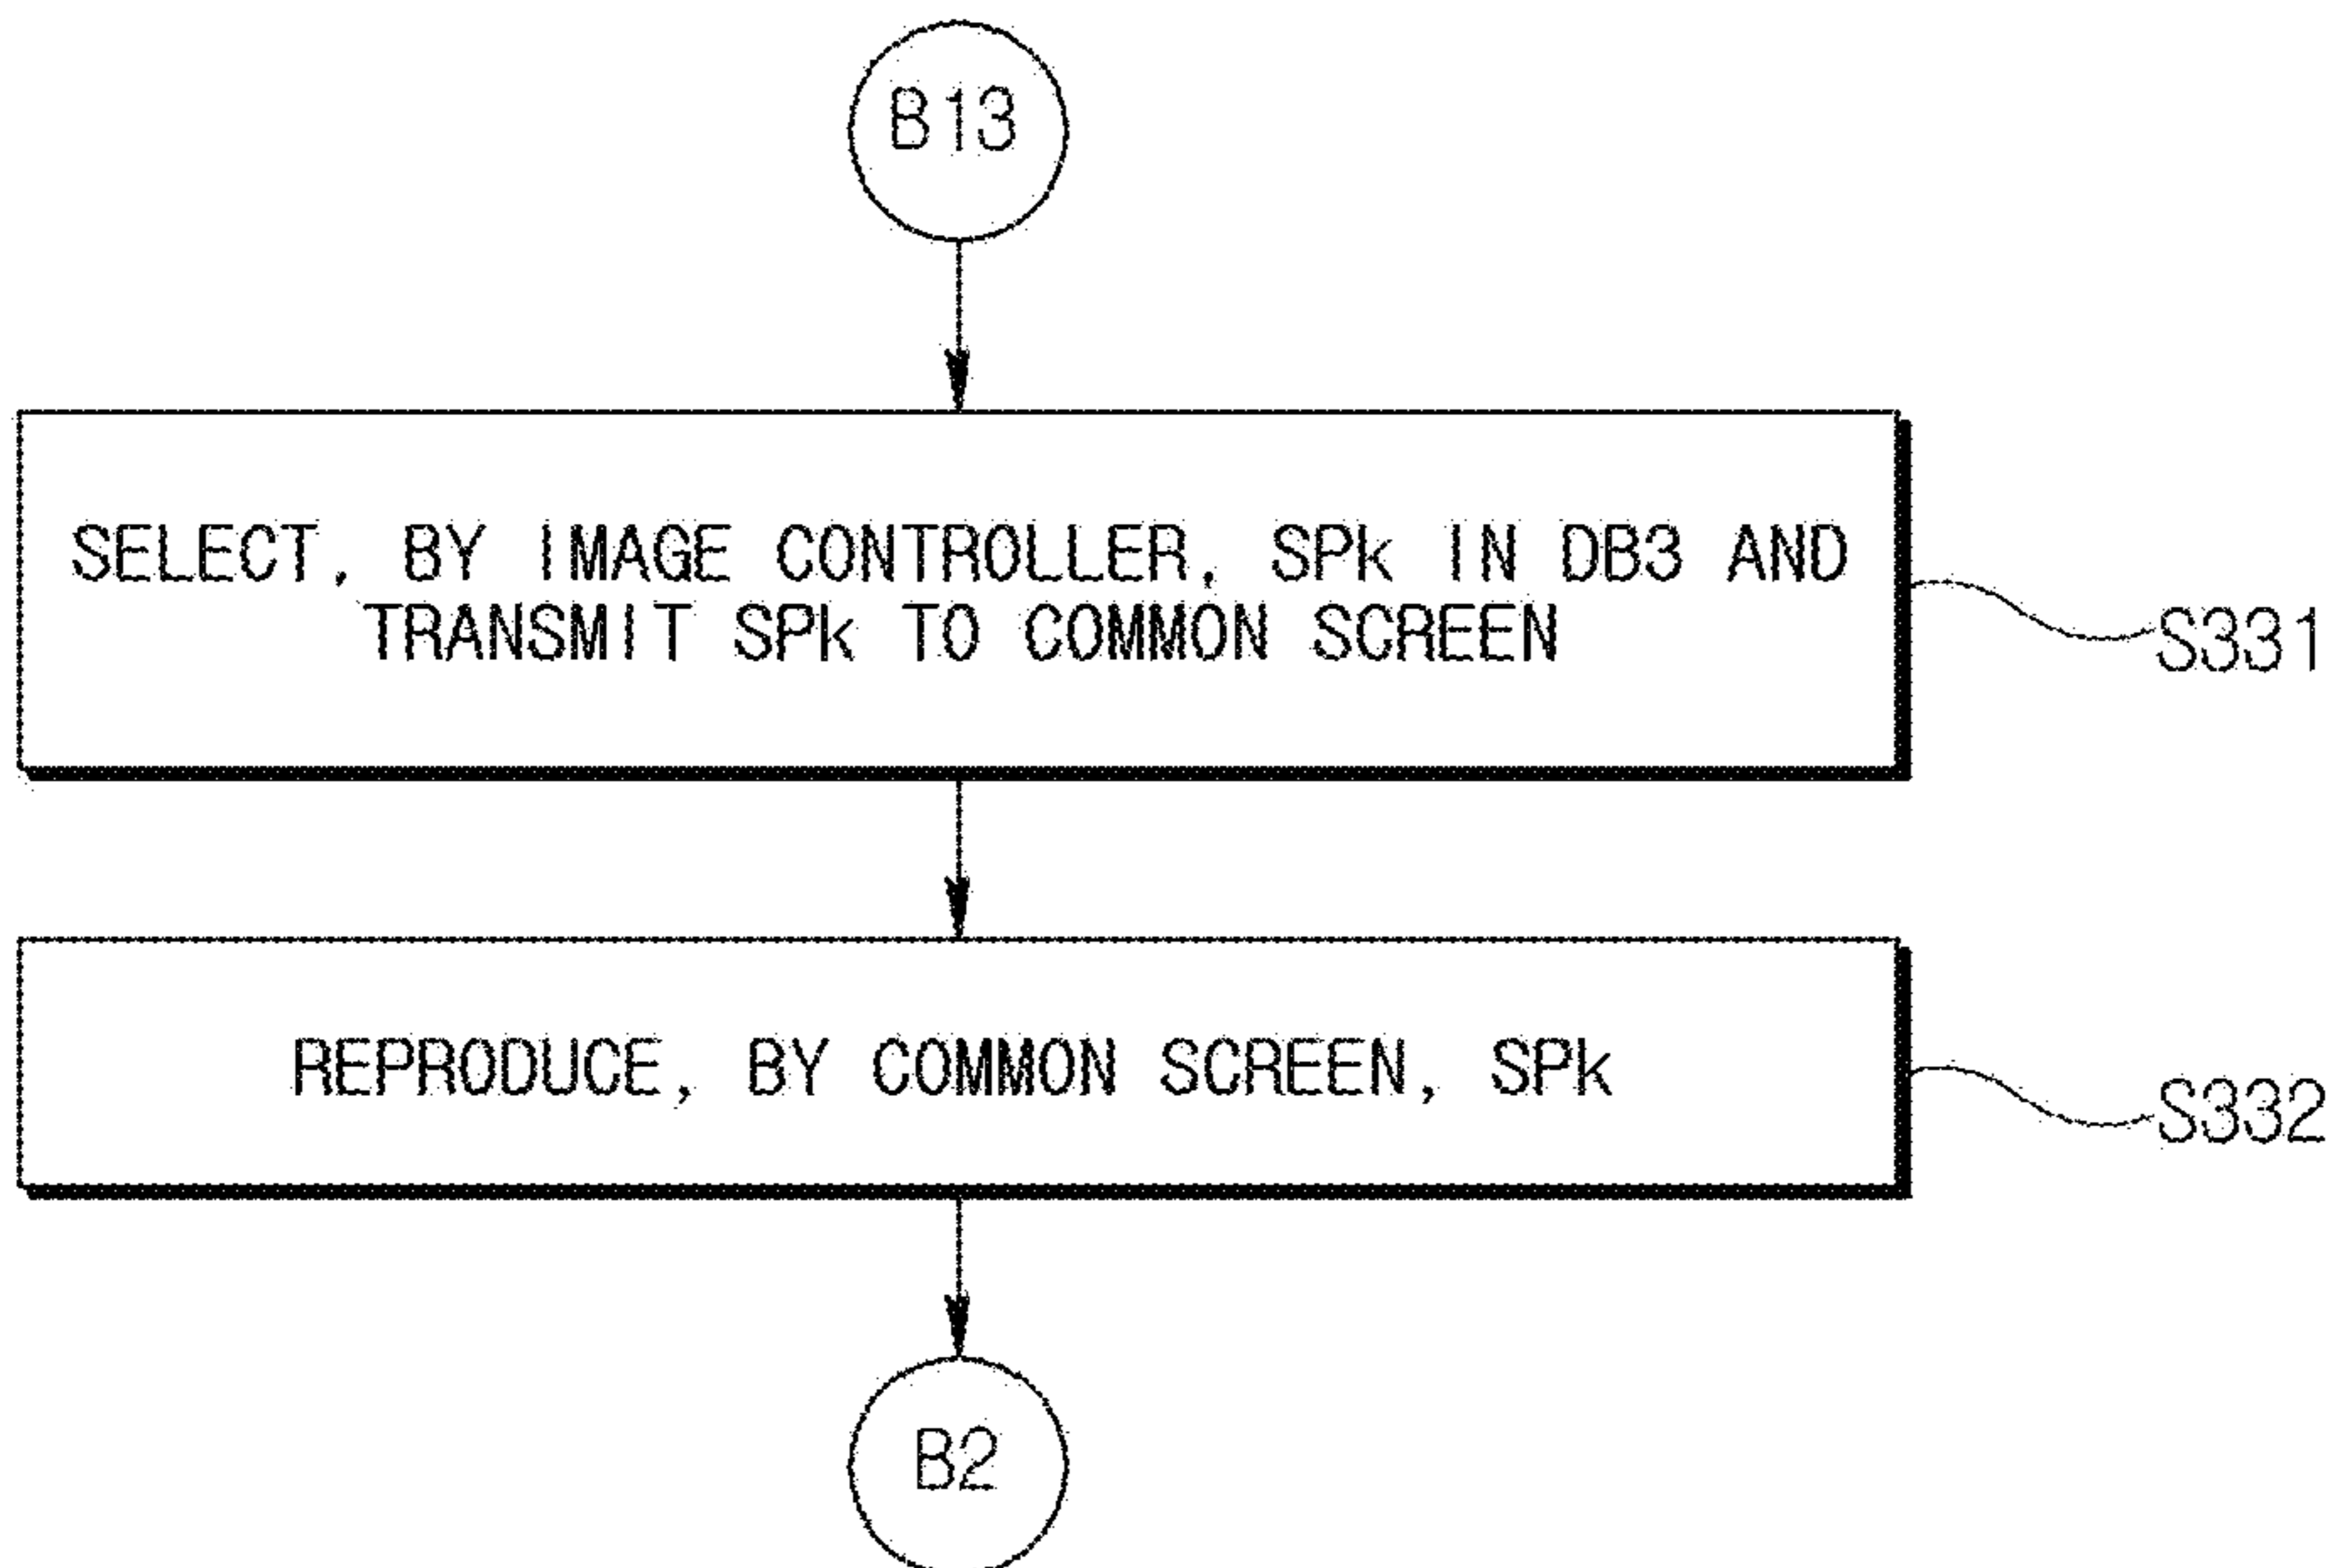 B13
SELECT, BY IMAGE CONTROLLER, SPk IN DB3 AND
TRANSMIT SPk TO COMMON SCREEN
S331
REPRODUCE, BY COMMON SCREEN, SPk
S332
B2